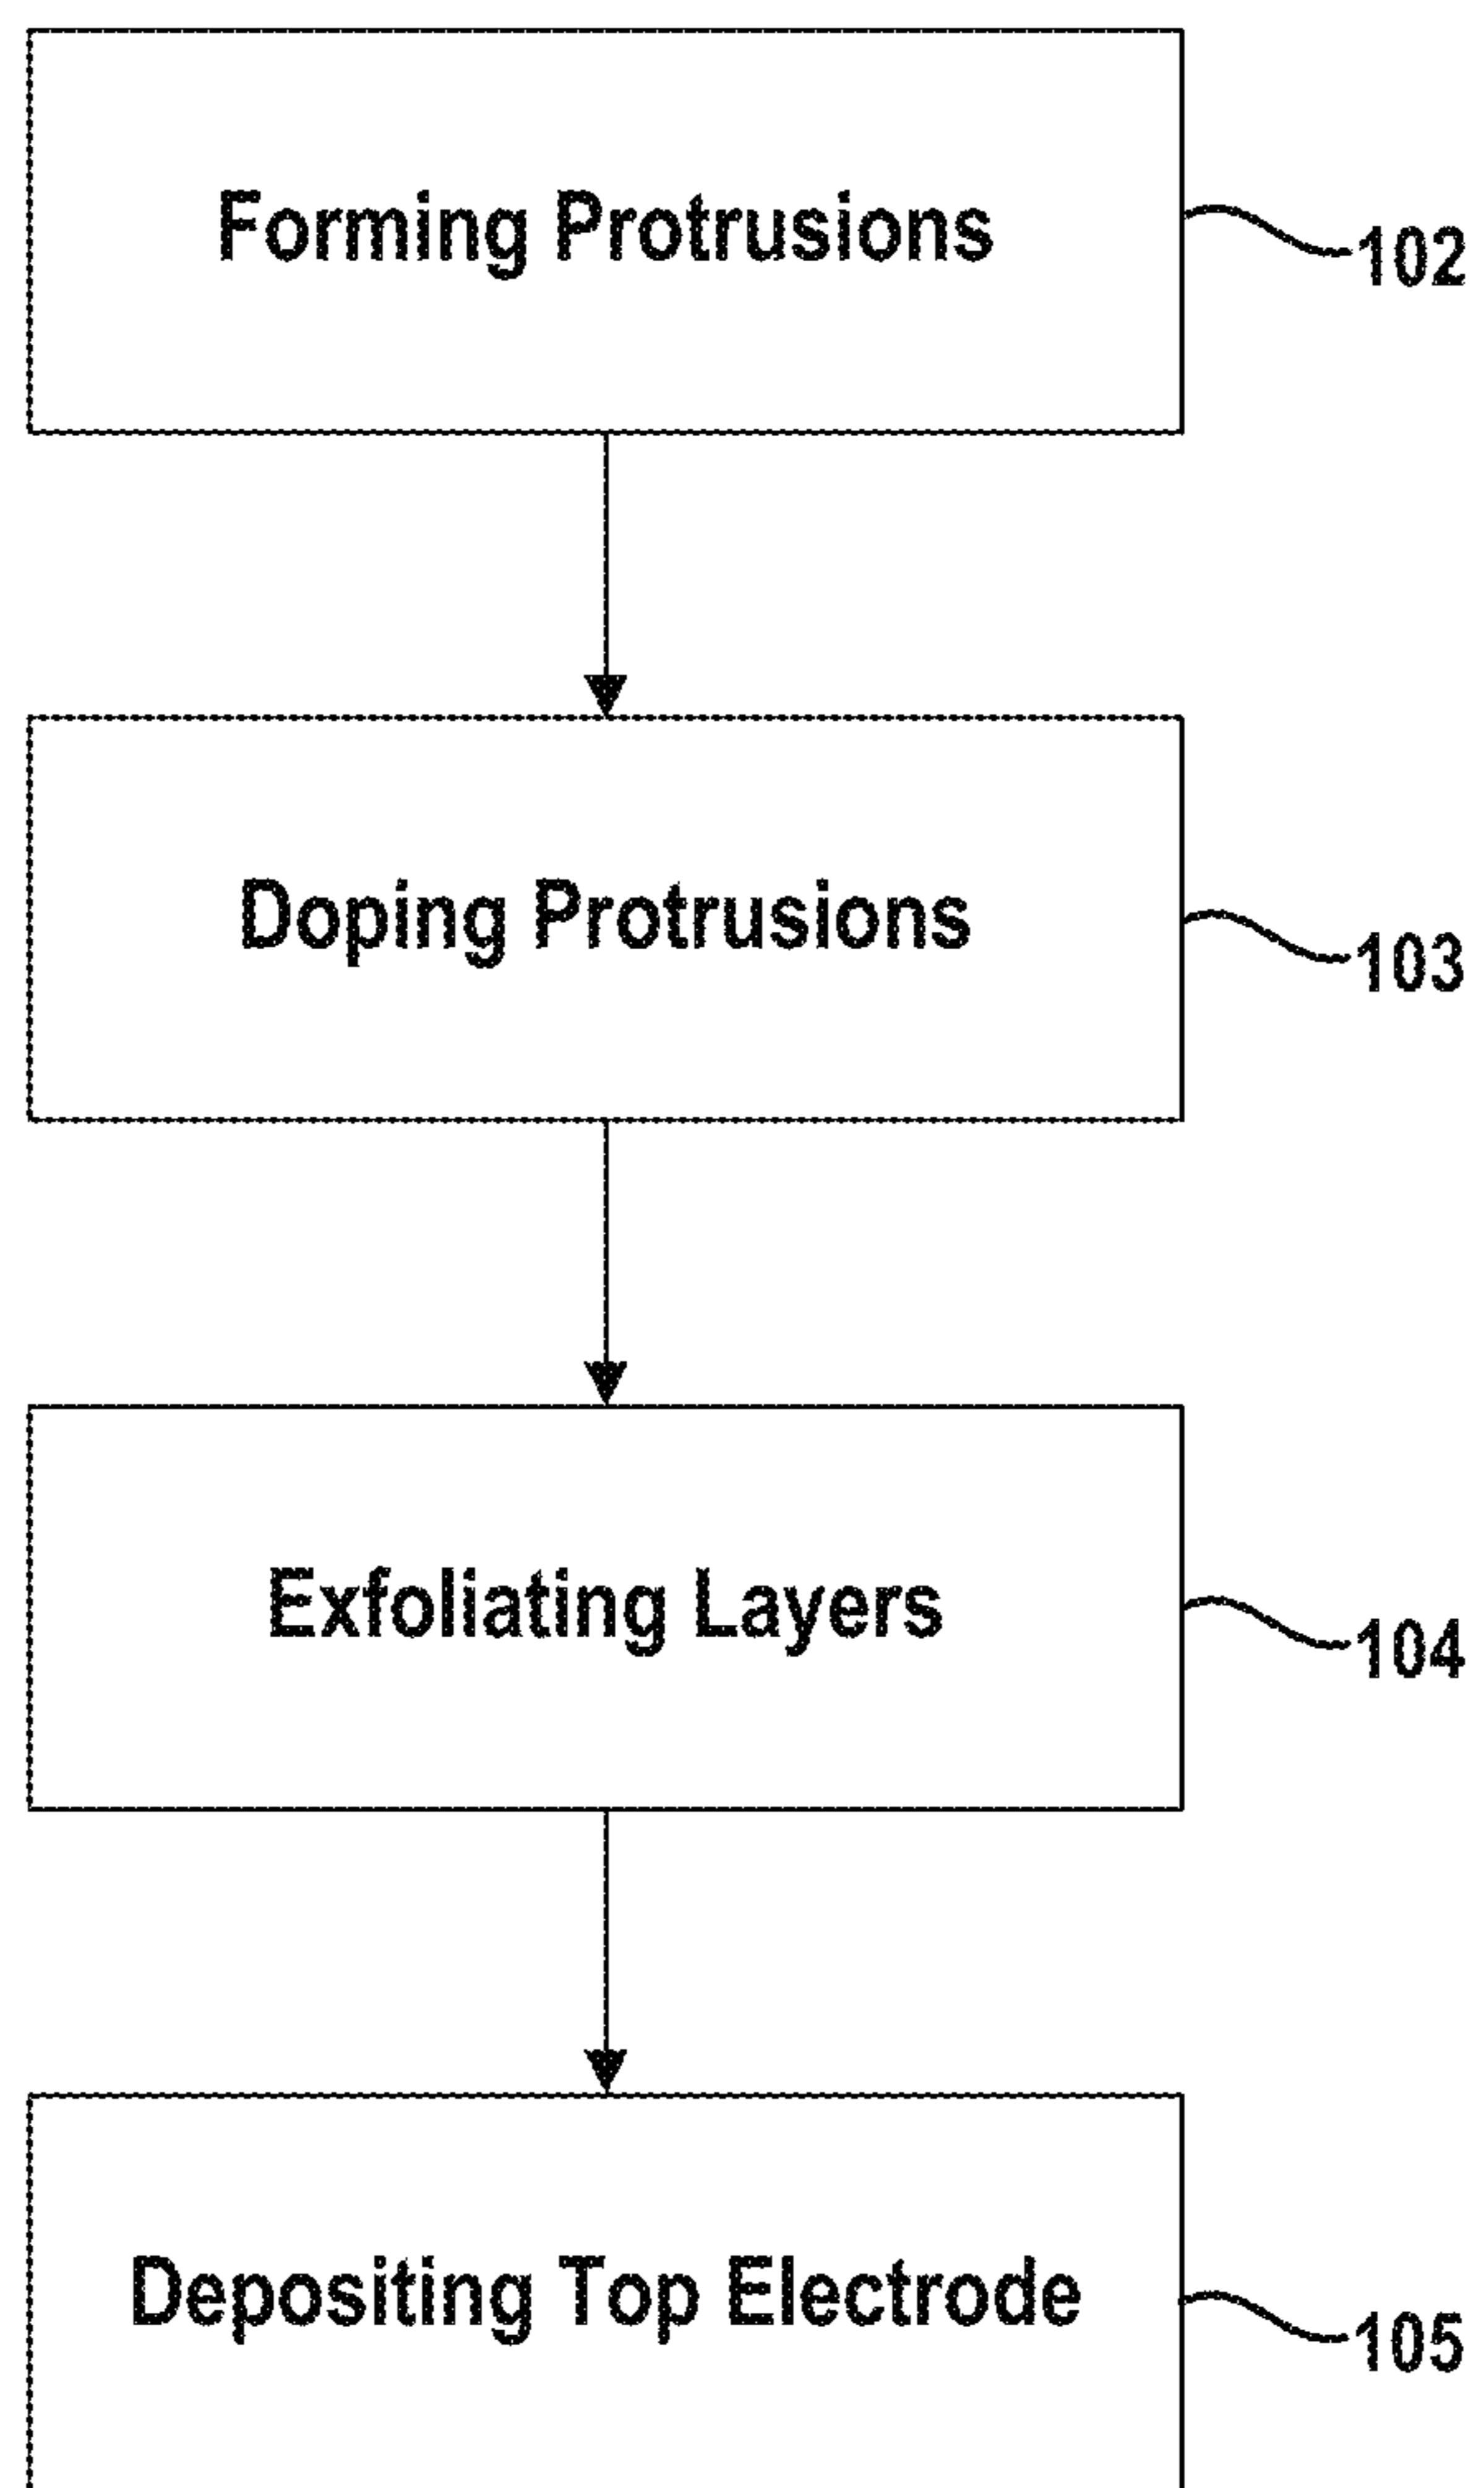 Forming Protrusions
102
Doping Protrusions
103
Exfoliating Layers
104
Depositing Top Electrode
105